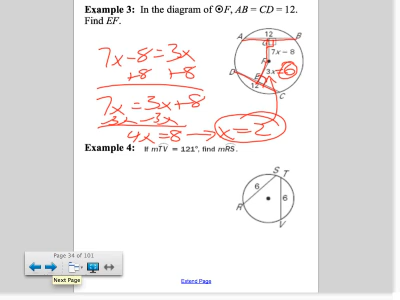 Example 3: In the diagram of ⊙F, AB = CD = 12.
Find EF.
A 12 B
G
7x - 8
F
D
3x = 6
E
12
C
7x - 8 = 3x
+8 +8
7x = 3x + 8
-3x -3x
4x = 8 → x = 2
Example 4: If mTV = 121°, find mRS.
S T
6
6
R
V
Page 34 of 101
Next Page
Extend Page